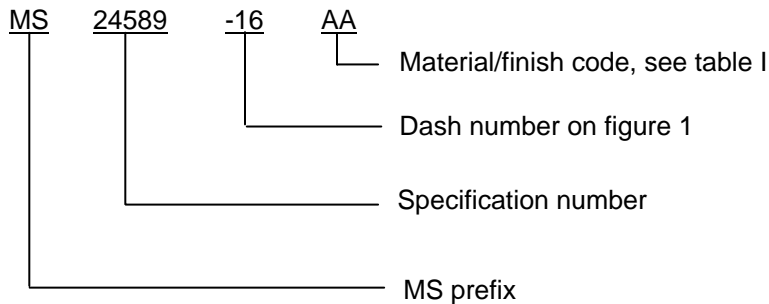 MS 24589 -16 AA
Material/finish code, see table I
Dash number on figure 1
Specification number
MS prefix